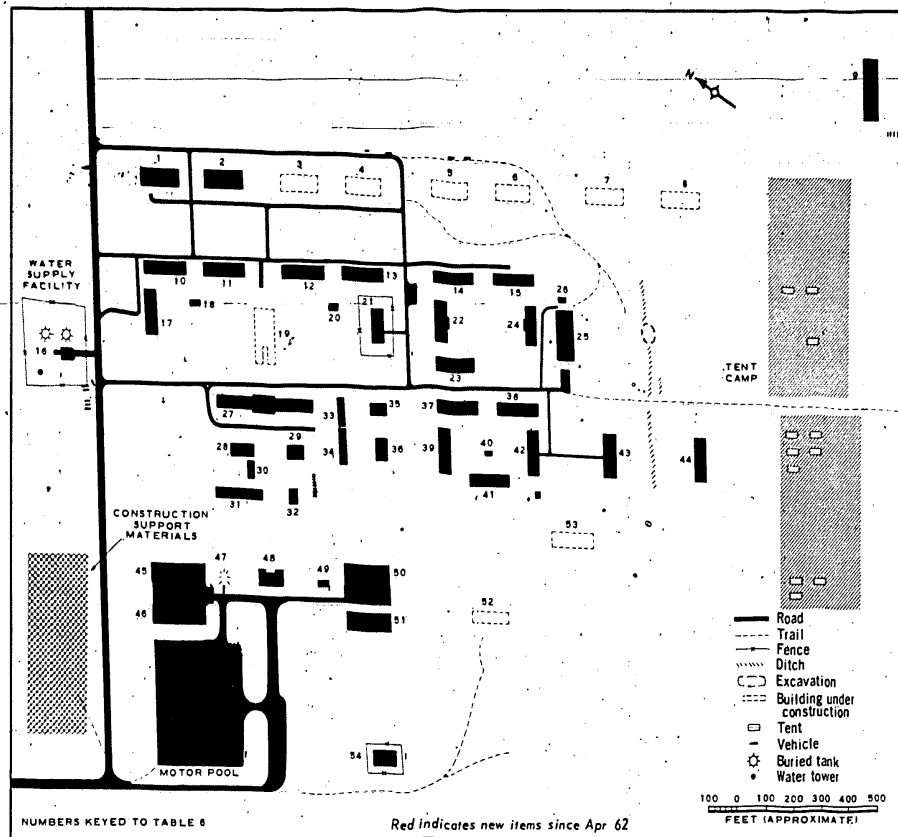 N
9
1
2
3
4
5
6
7
8
WATER
SUPPLY
FACILITY
10
11
12
13
14
15
16
17
18
19
20
21
22
23
24
25
26
TENT
CAMP
27
28
29
30
31
32
33
34
35
36
37
38
39
40
41
42
43
44
CONSTRUCTION
SUPPORT
MATERIALS
45
46
47
48
49
50
51
52
53
54
MOTOR POOL
Road
Trail
Fence
Ditch
Excavation
Building under
construction
Tent
Vehicle
Buried tank
Water tower
100 0 100 200 300 400 500
FEET (APPROXIMATE)
NUMBERS KEYED TO TABLE 6
Red indicates new items since Apr 62